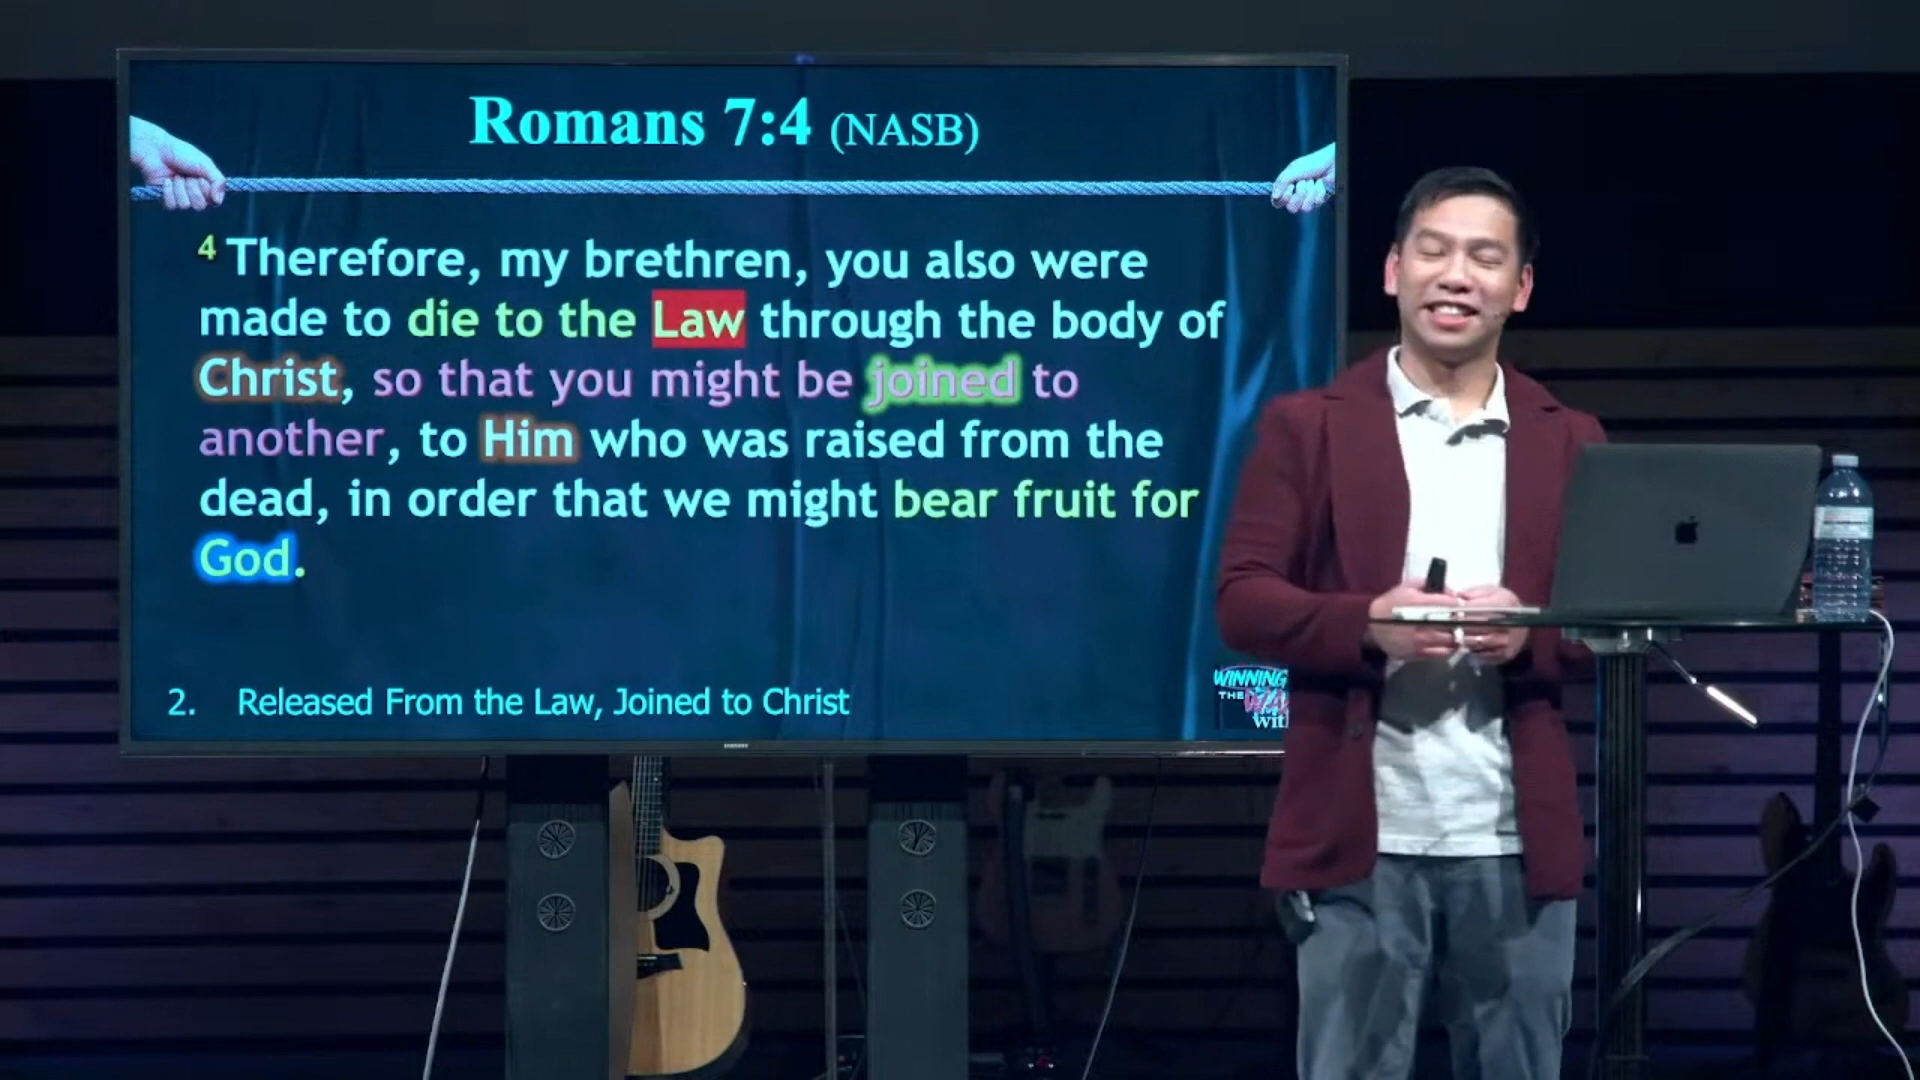 Romans 7:4 (NASB)
4 Therefore, my brethren, you also were
made to die to the Law through the body of
Christ, so that you might be joined to
another, to Him who was raised from the
dead, in order that we might bear fruit for
God.
2. Released From the Law, Joined to Christ
WINNING
THE
SAMSUNG